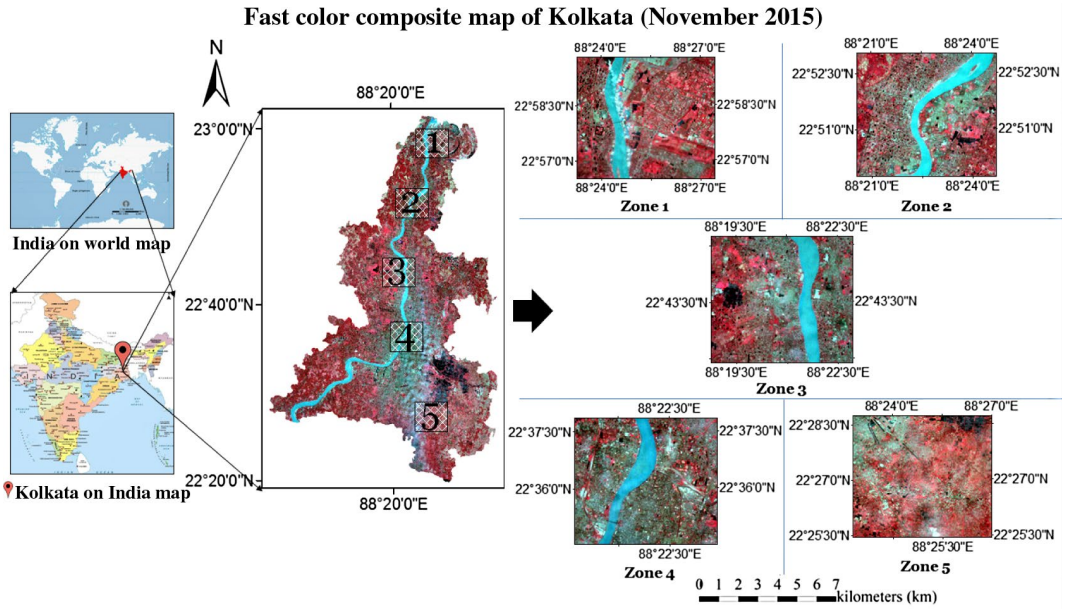 Fast color composite map of Kolkata (November 2015)
N
India on world map
Kolkata on India map
I N D I A
88°20'0"E
23°0'0"N
22°40'0"N
22°20'0"N
88°20'0"E
1
2
3
4
5
88°24'0"E 88°27'0"E
22°58'30"N 22°58'30"N
22°57'0"N 22°57'0"N
88°24'0"E 88°27'0"E
Zone 1
88°21'0"E 88°24'0"E
22°52'30"N 22°52'30"N
22°51'0"N 22°51'0"N
88°21'0"E 88°24'0"E
Zone 2
88°19'30"E 88°22'30"E
22°43'30"N 22°43'30"N
88°19'30"E 88°22'30"E
Zone 3
88°22'30"E
22°37'30"N 22°37'30"N
22°36'0"N 22°36'0"N
88°22'30"E
Zone 4
88°24'0"E 88°27'0"E
22°28'30"N 22°28'30"N
22°27'0"N 22°27'0"N
22°25'30"N 22°25'30"N
88°25'30"E
Zone 5
0 1 2 3 4 5 6 7
kilometers (km)